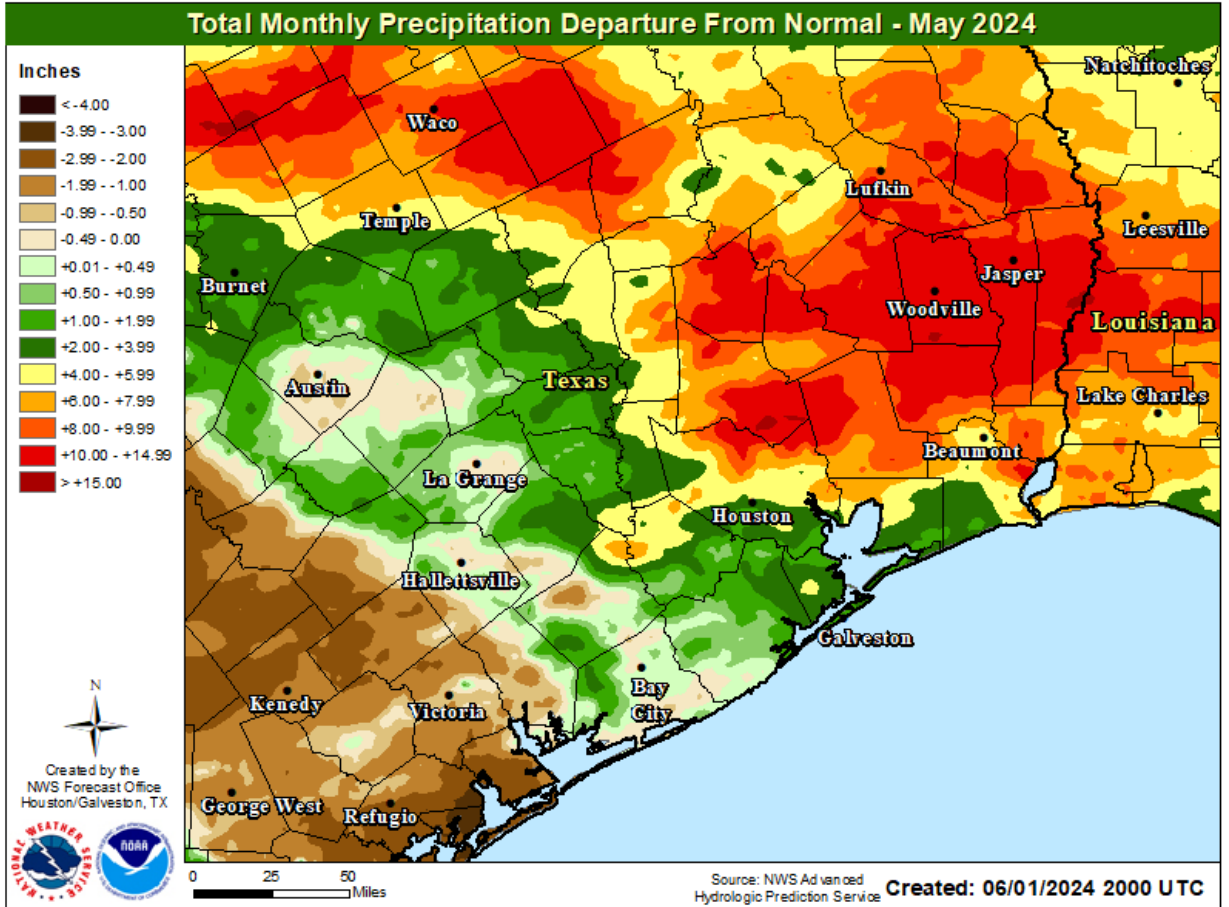 Total Monthly Precipitation Departure From Normal - May 2024
Inches
< -4.00
-3.99 - -3.00
-2.99 - -2.00
-1.99 - -1.00
-0.99 - -0.50
-0.49 - 0.00
+0.01 - +0.49
+0.50 - +0.99
+1.00 - +1.99
+2.00 - +3.99
+4.00 - +5.99
+6.00 - +7.99
+8.00 - +9.99
+10.00 - +14.99
> +15.00
Natchitoches
Waco
Lufkin
Temple
Leesville
Burnet
Jasper
Woodville
Louisiana
Austin
Texas
Lake Charles
Beaumont
La Grange
Houston
Hallettsville
Galveston
Bay
City
Kenedy
Victoria
George West
Refugio
N
Created by the
NWS Forecast Office
Houston/Galveston, TX
NATIONAL WEATHER SERVICE
NOAA
0 25 50
Miles
Source: NWS Advanced
Hydrologic Prediction Service
Created: 06/01/2024 2000 UTC